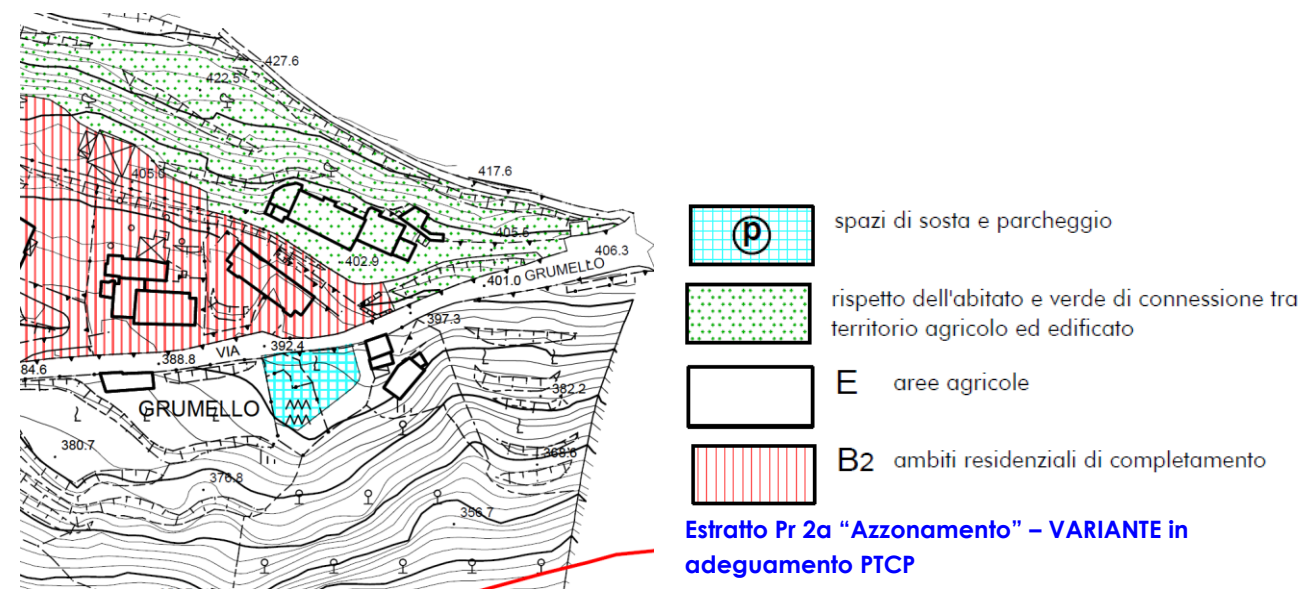 427.6
422.5
417.6
405.0
405.5
406.3
402.9
401.0 GRUMELLO
397.3
VIA
392.4
388.8
84.6
GRUMELLO
382.2
380.7
368.6
376.8
356.7
p
spazi di sosta e parcheggio
rispetto dell'abitato e verde di connessione tra
territorio agricolo ed edificato
E aree agricole
B2 ambiti residenziali di completamento
Estratto Pr 2a “Azzonamento” – VARIANTE in
adeguamento PTCP